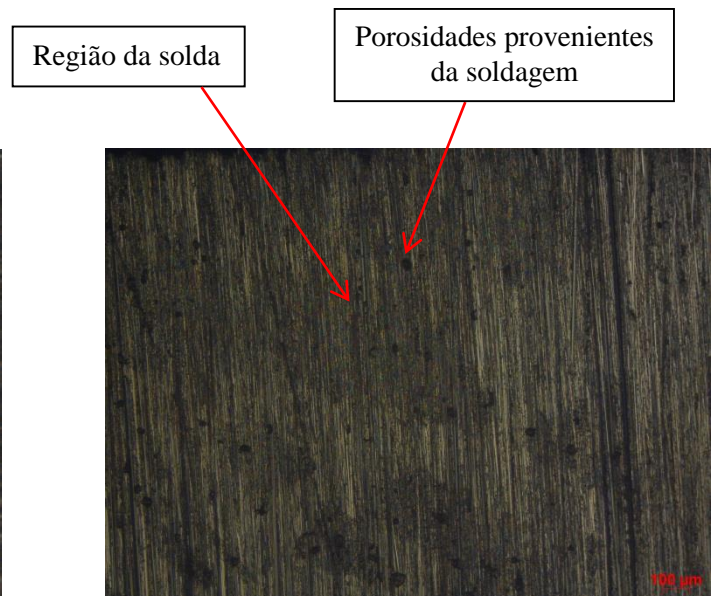 Região da solda
Porosidades provenientes
da soldagem
100 µm